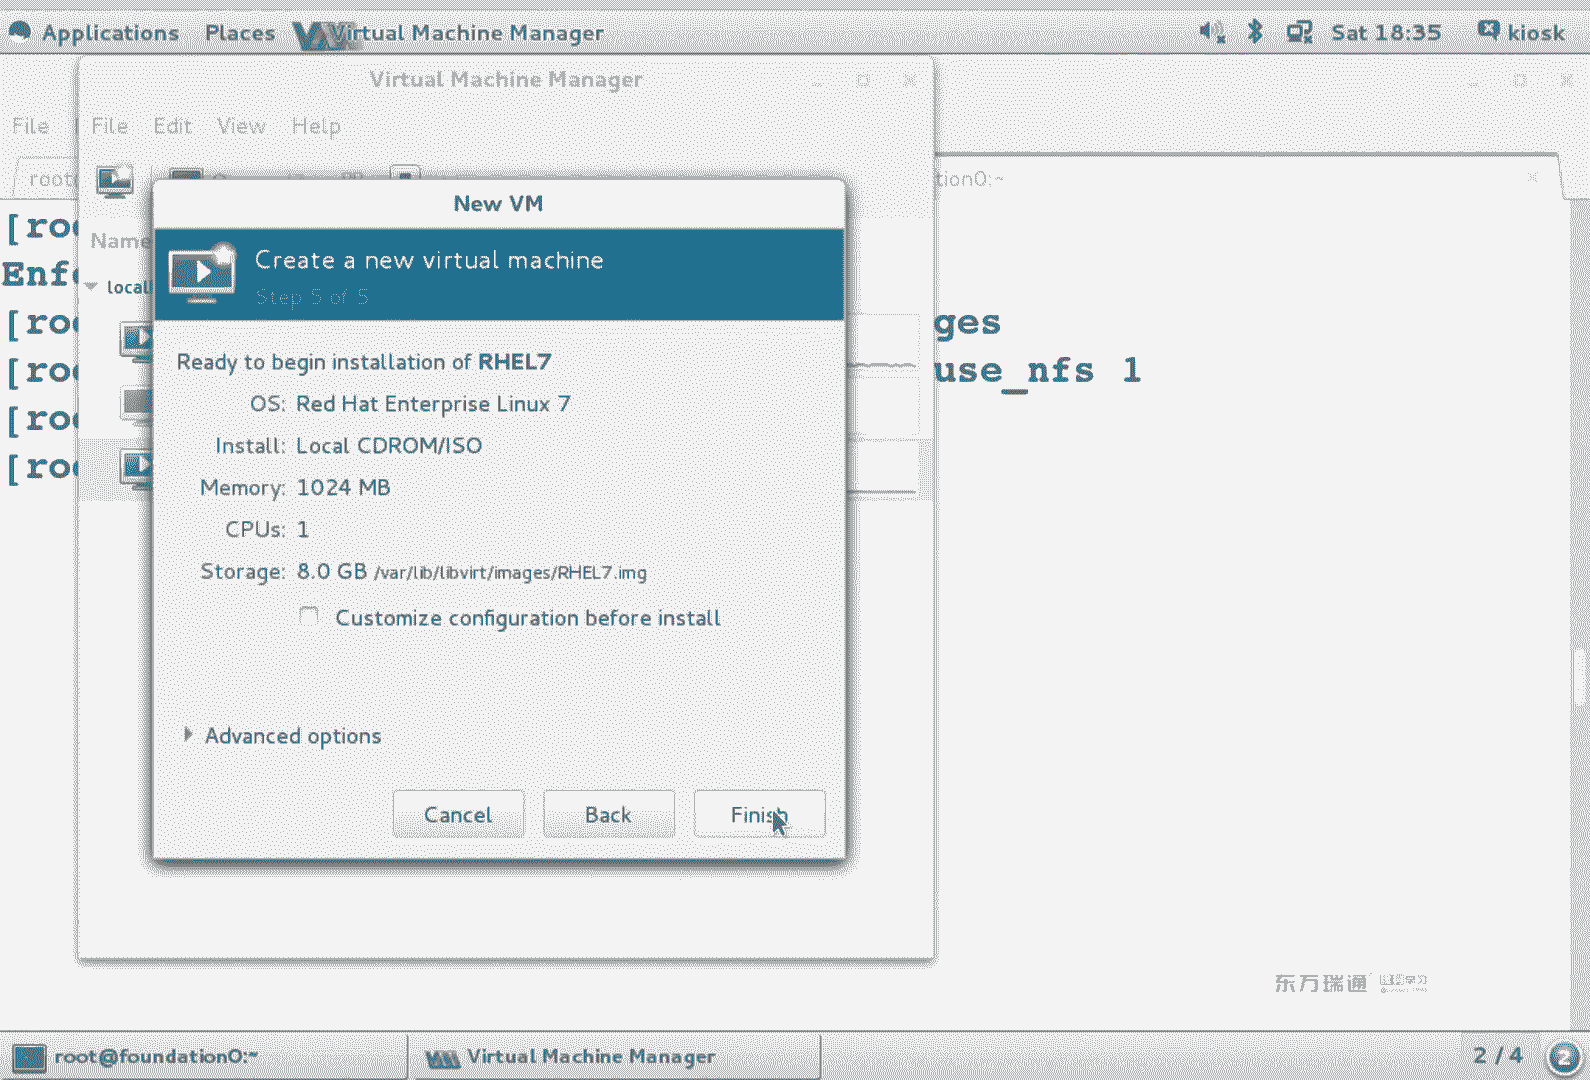 Applications Places Virtual Machine Manager Sat 18:35 kiosk
Virtual Machine Manager
File File Edit View Help
root
tion0:~
New VM
[roo
Name
Create a new virtual machine
Enfo
local
Step 5 of 5
[roo
ges
Ready to begin installation of RHEL7
[roo
use_nfs 1
OS: Red Hat Enterprise Linux 7
[roo
Install: Local CDROM/ISO
[roo
Memory: 1024 MB
CPUs: 1
Storage: 8.0 GB /var/lib/libvirt/images/RHEL7.img
Customize configuration before install
Advanced options
Cancel Back Finish
东方瑞通
root@foundation0:~ Virtual Machine Manager 2 / 4 2